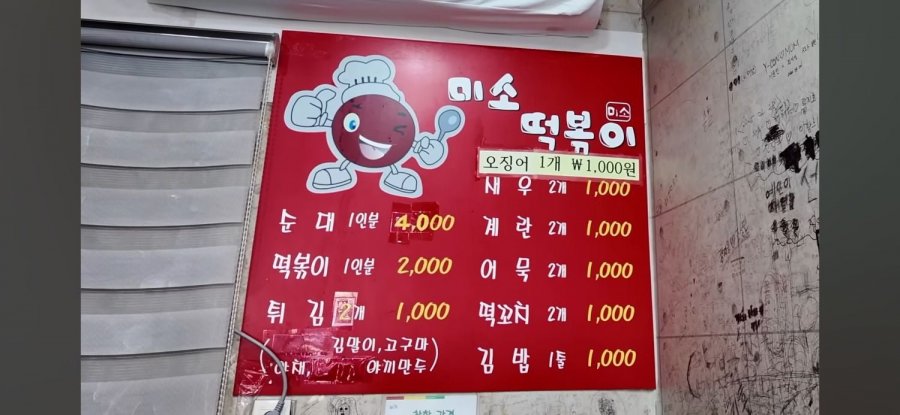 미소
떡볶이
미소
오징어 1개 ₩1,000원
새우 2개 1,000
순대 1인분 4,000
계란 2개 1,000
떡볶이 1인분 2,000
어묵 2개 1,000
튀김 2개 1,000
떡꼬치 2개 1,000
( 김말이,고구마
야채, 야끼만두 )
김밥 1줄 1,000